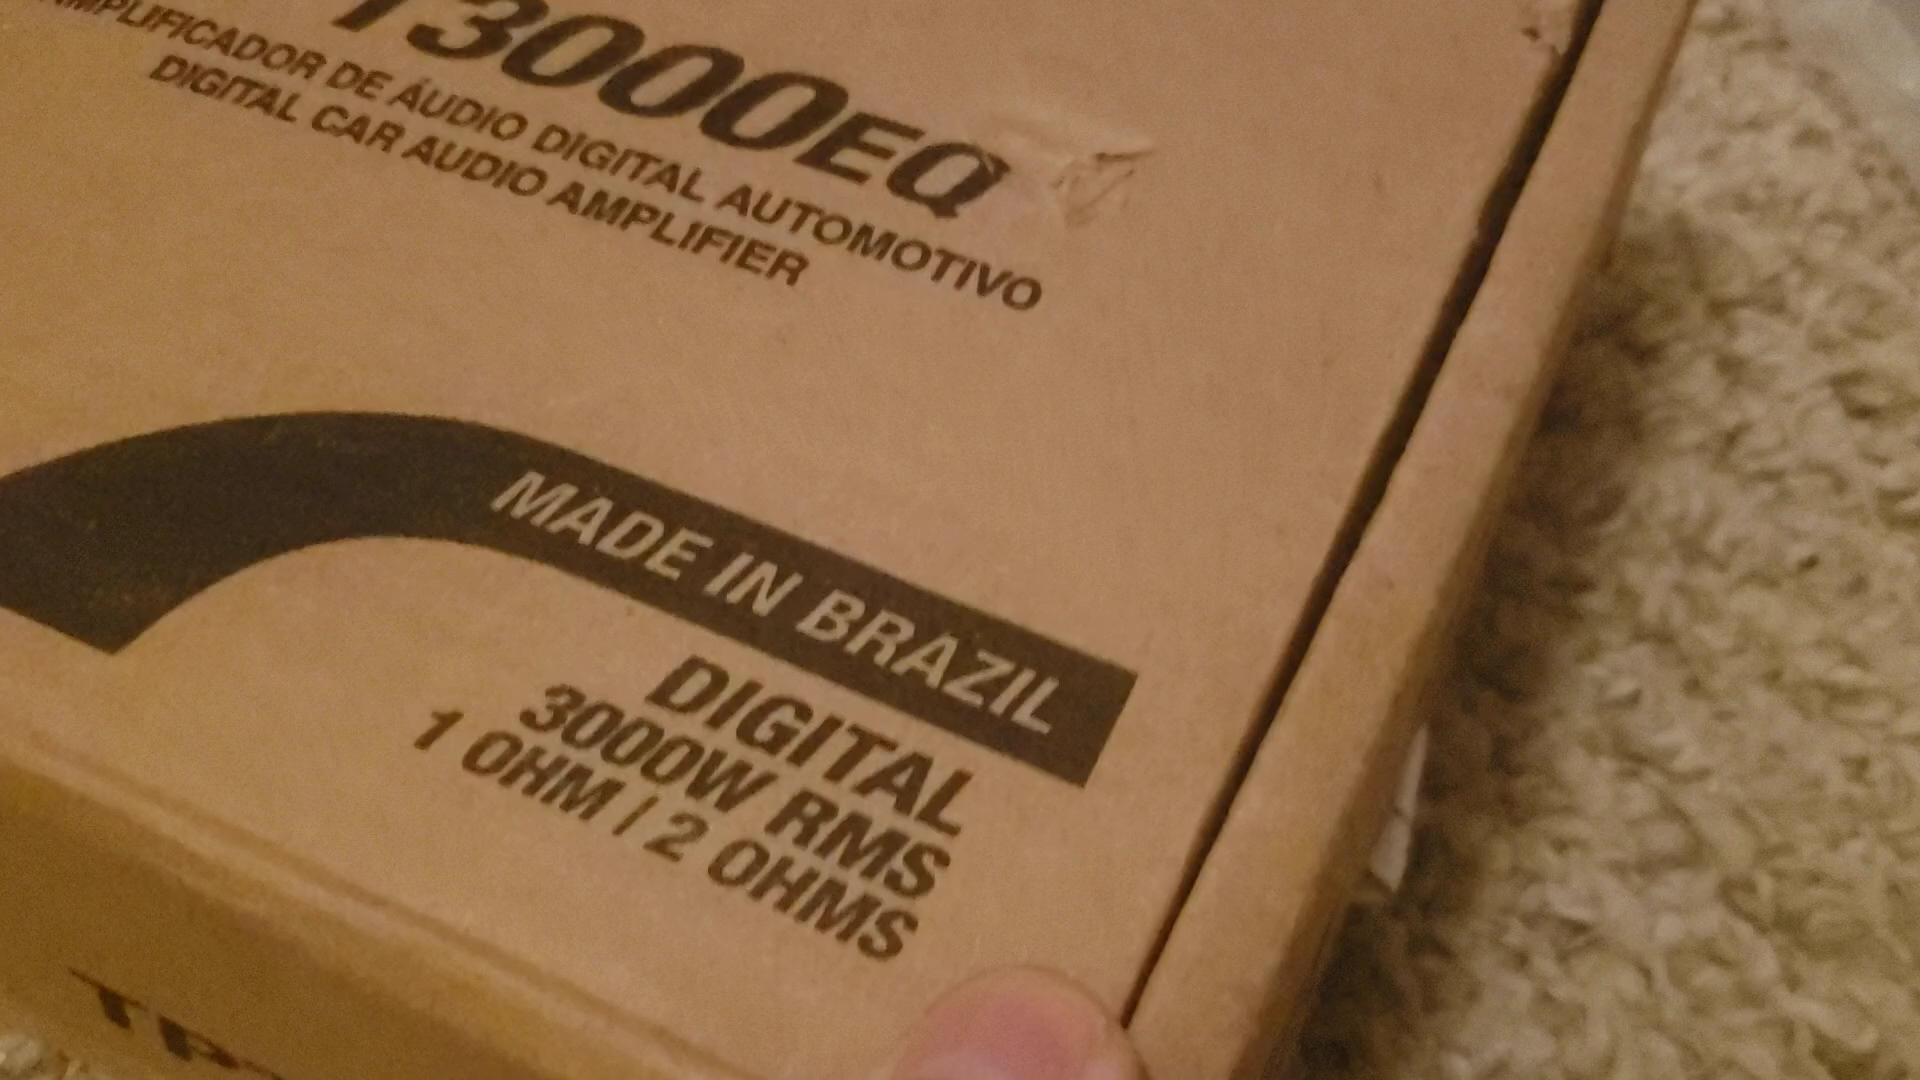 3000EQ
AMPLIFICADOR DE ÁUDIO DIGITAL AUTOMOTIVO
DIGITAL CAR AUDIO AMPLIFIER
MADE IN BRAZIL
DIGITAL
3000W RMS
1 OHM / 2 OHMS